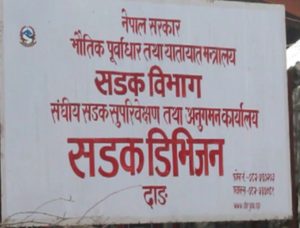 नेपाल सरकार
भौतिक पूर्वाधार तथा यातायात मन्त्रालय
सडक विभाग
संघीय सडक सुपरिवेक्षण तथा अनुगमन कार्यालय
सडक डिभिजन
दाङ